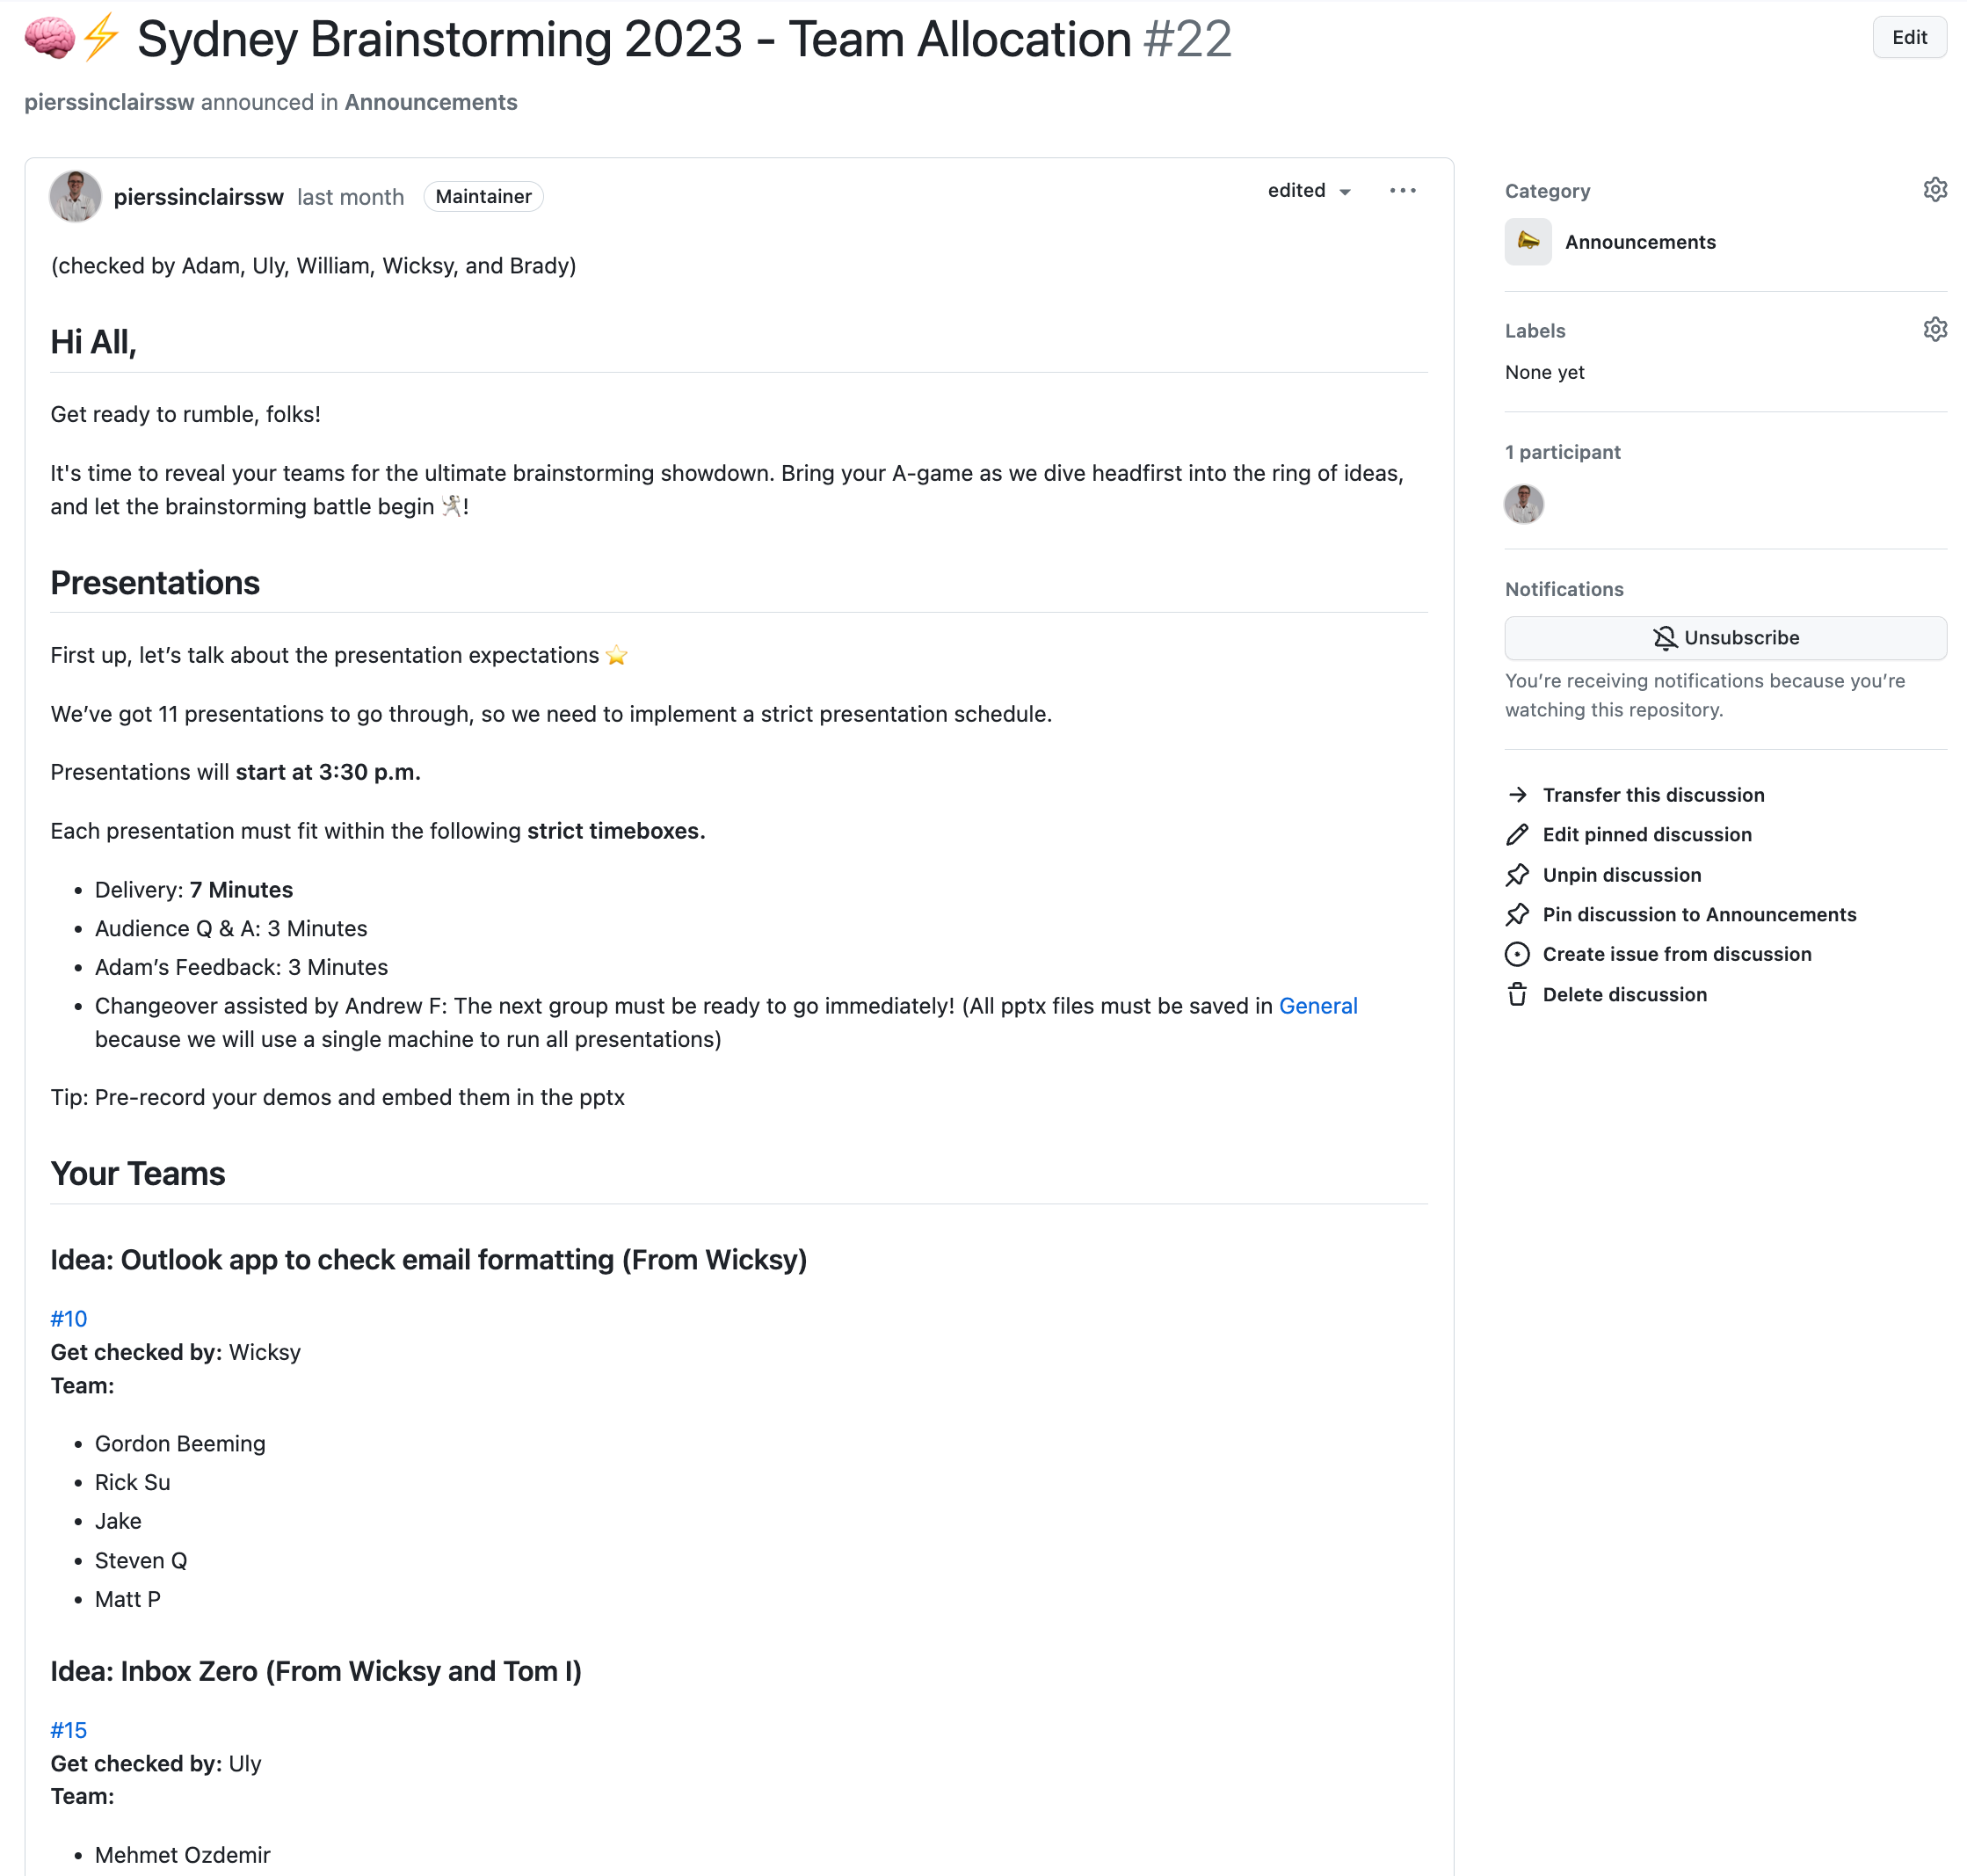 🧠⚡ Sydney Brainstorming 2023 - Team Allocation #22
Edit
pierssinclairssw announced in Announcements
pierssinclairssw last month Maintainer
edited
(checked by Adam, Uly, William, Wicksy, and Brady)
Hi All,
Get ready to rumble, folks!
It's time to reveal your teams for the ultimate brainstorming showdown. Bring your A-game as we dive headfirst into the ring of ideas,
and let the brainstorming battle begin 🤺!
Presentations
First up, let’s talk about the presentation expectations ⭐
We’ve got 11 presentations to go through, so we need to implement a strict presentation schedule.
Presentations will start at 3:30 p.m.
Each presentation must fit within the following strict timeboxes.
• Delivery: 7 Minutes
• Audience Q & A: 3 Minutes
• Adam’s Feedback: 3 Minutes
• Changeover assisted by Andrew F: The next group must be ready to go immediately! (All pptx files must be saved in General
because we will use a single machine to run all presentations)
Tip: Pre-record your demos and embed them in the pptx
Your Teams
Idea: Outlook app to check email formatting (From Wicksy)
#10
Get checked by: Wicksy
Team:
• Gordon Beeming
• Rick Su
• Jake
• Steven Q
• Matt P
Idea: Inbox Zero (From Wicksy and Tom I)
#15
Get checked by: Uly
Team:
• Mehmet Ozdemir
Category
Announcements
Labels
None yet
1 participant
Notifications
Unsubscribe
You’re receiving notifications because you’re
watching this repository.
Transfer this discussion
Edit pinned discussion
Unpin discussion
Pin discussion to Announcements
Create issue from discussion
Delete discussion